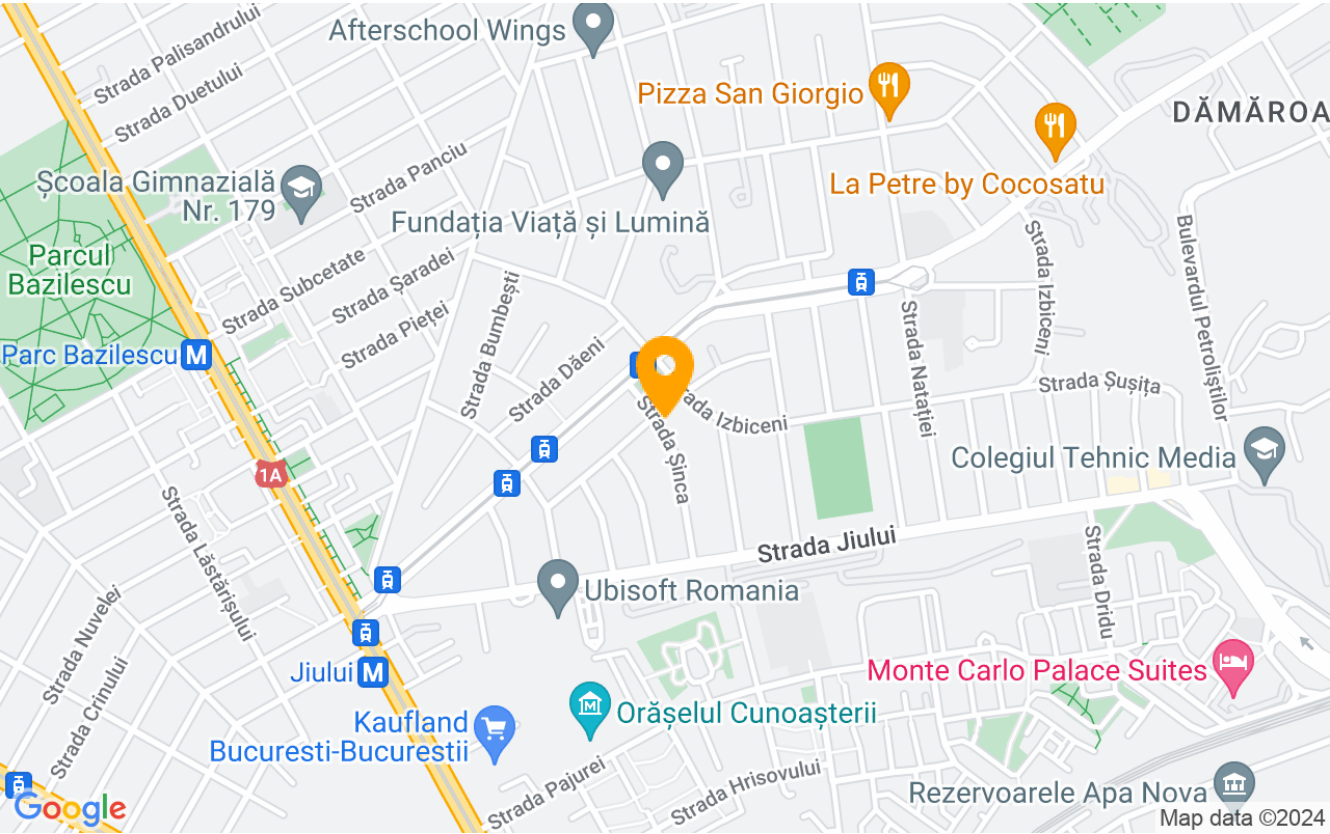 Afterschool Wings
Strada Palisandrului
Strada Duetului
Pizza San Giorgio
DĂMĂROA
Școala Gimnazială
Nr. 179
Strada Panciu
La Petre by Cocosatu
Fundația Viață și Lumină
Parcul
Bazilescu
Strada Subcetate
Strada Șaradei
Strada Pieței
Strada Bumbești
Strada Dăeni
Strada Izbiceni
Bulevardul Petroliștilor
Parc Bazilescu M
Strada Natației
Strada Șușița
rada Izbiceni
Strada Șinca
Colegiul Tehnic Media
1A
Strada Lăstărișului
Strada Jiului
Strada Dridu
Ubisoft Romania
Strada Nuvelei
Strada Crinului
Jiului M
Monte Carlo Palace Suites
Orășelul Cunoașterii
Kaufland
Bucuresti-Bucurestii
Strada Pajurei
Strada Hrisovului
Rezervoarele Apa Nova
Google
Map data ©2024